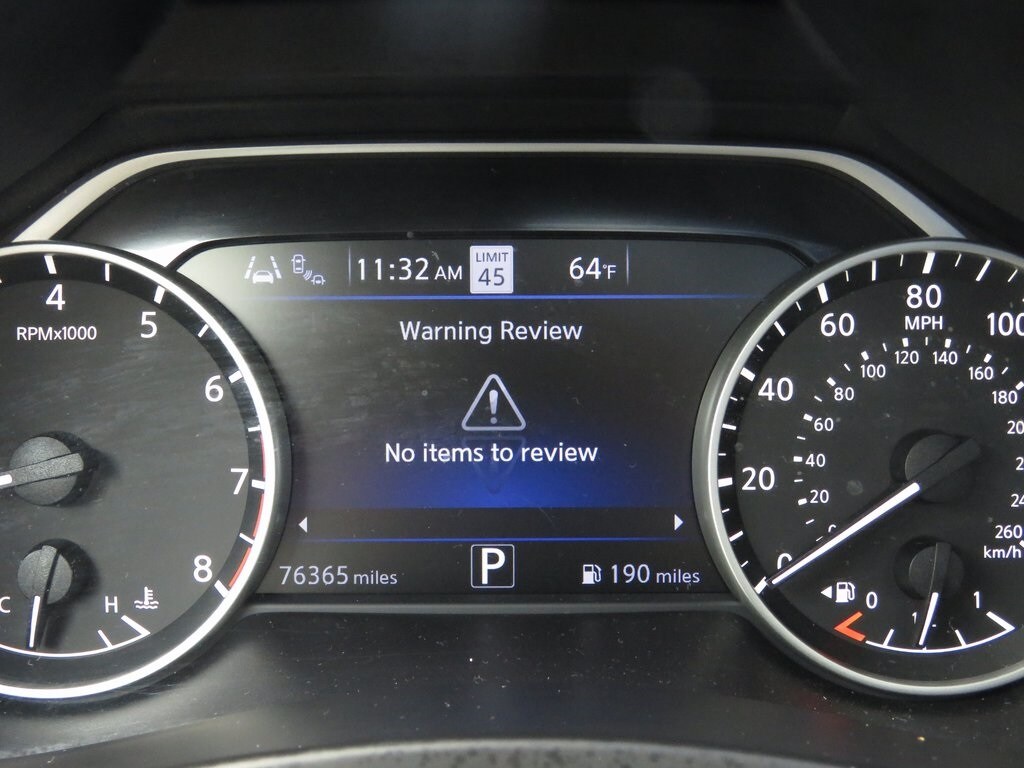 11:32 AM
LIMIT
45
64°F
Warning Review
No items to review
76365 miles
P
190 miles
4
5
6
7
8
RPMx1000
C
H
0
20
40
60
80
100
MPH
0
20
40
60
80
100
120
140
160
180
260
km/h
0
1